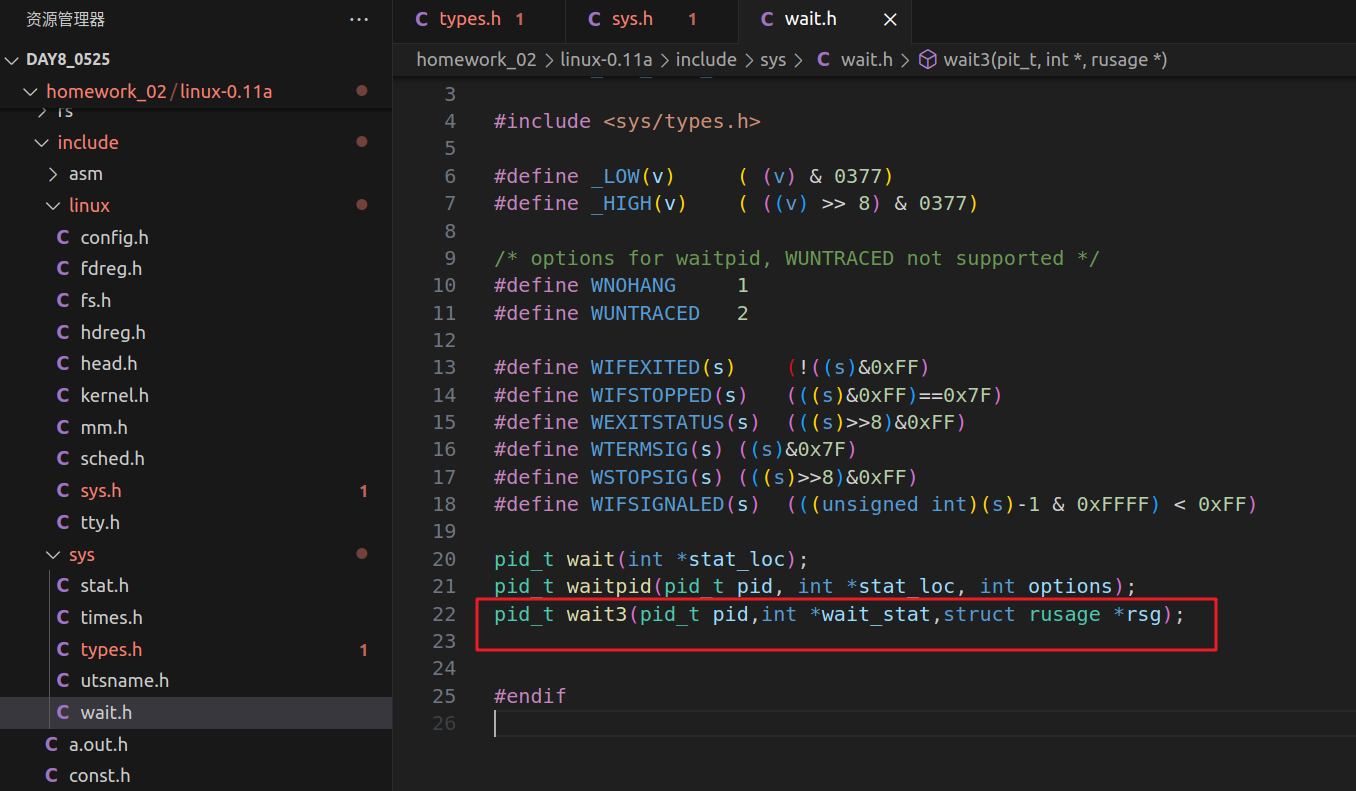 资源管理器 ...
DAY8_0525
homework_02 / linux-0.11a
fs
include
asm
linux
C config.h
C fdreg.h
C fs.h
C hdreg.h
C head.h
C kernel.h
C mm.h
C sched.h
C sys.h 1
C tty.h
sys
C stat.h
C times.h
C types.h 1
C utsname.h
C wait.h
C a.out.h
C const.h
C types.h 1
C sys.h 1
C wait.h ×
homework_02 > linux-0.11a > include > sys > C wait.h > wait3(pit_t, int *, rusage *)
3
4 #include <sys/types.h>
5
6 #define _LOW(v) ( (v) & 0377)
7 #define _HIGH(v) ( ((v) >> 8) & 0377)
8
9 /* options for waitpid, WUNTRACED not supported */
10 #define WNOHANG 1
11 #define WUNTRACED 2
12
13 #define WIFEXITED(s) (!((s)&0xFF)
14 #define WIFSTOPPED(s) (((s)&0xFF)==0x7F)
15 #define WEXITSTATUS(s) (((s)>>8)&0xFF)
16 #define WTERMSIG(s) ((s)&0x7F)
17 #define WSTOPSIG(s) (((s)>>8)&0xFF)
18 #define WIFSIGNALED(s) (((unsigned int)(s)-1 & 0xFFFF) < 0xFF)
19
20 pid_t wait(int *stat_loc);
21 pid_t waitpid(pid_t pid, int *stat_loc, int options);
22 pid_t wait3(pid_t pid,int *wait_stat,struct rusage *rsg);
23
24
25 #endif
26